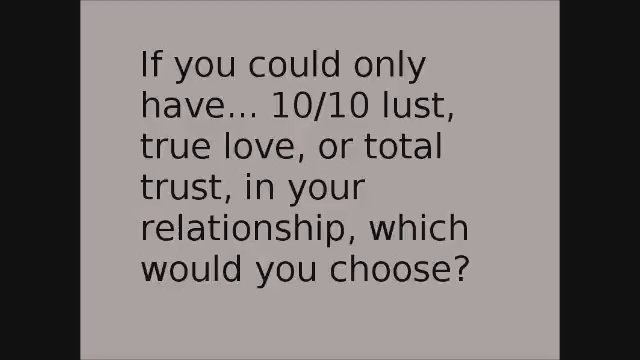 If you could only
have... 10/10 lust,
true love, or total
trust, in your
relationship, which
would you choose?